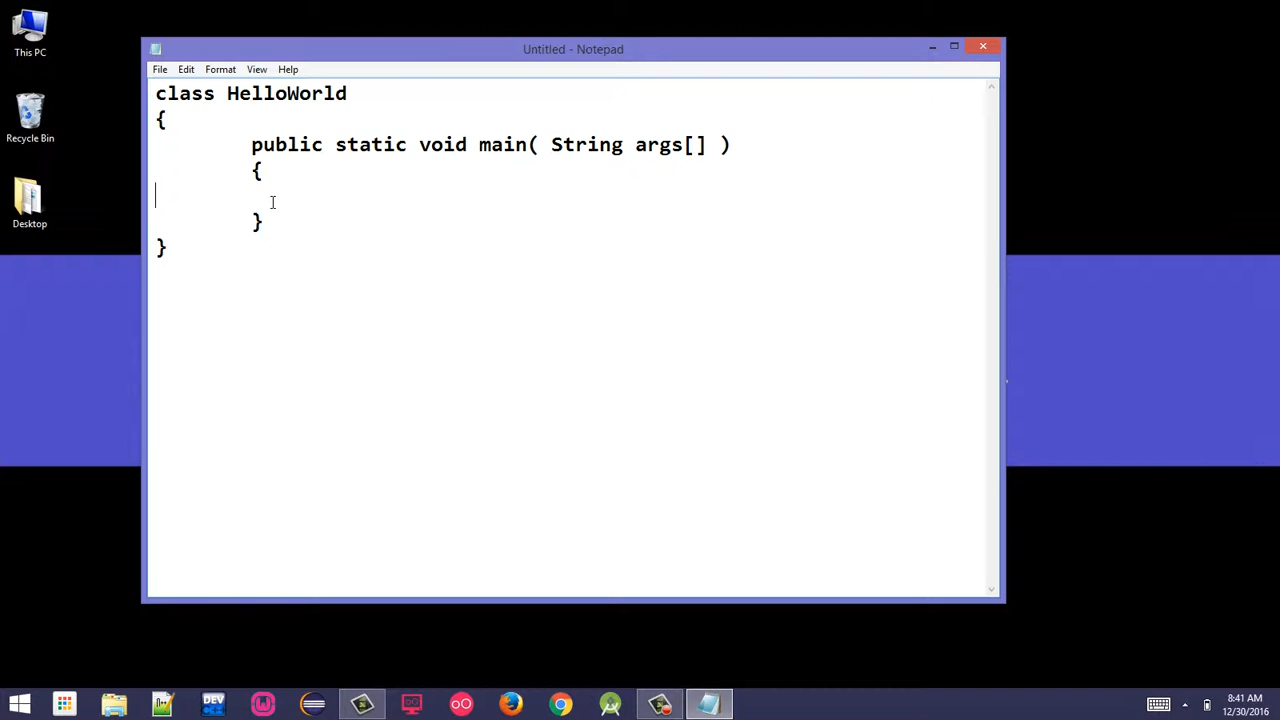 This PC
Recycle Bin
Desktop
Untitled - Notepad
File Edit Format View Help
class HelloWorld
{
public static void main( String args[] )
{
}
}
DEV
8:41 AM
12/30/2016